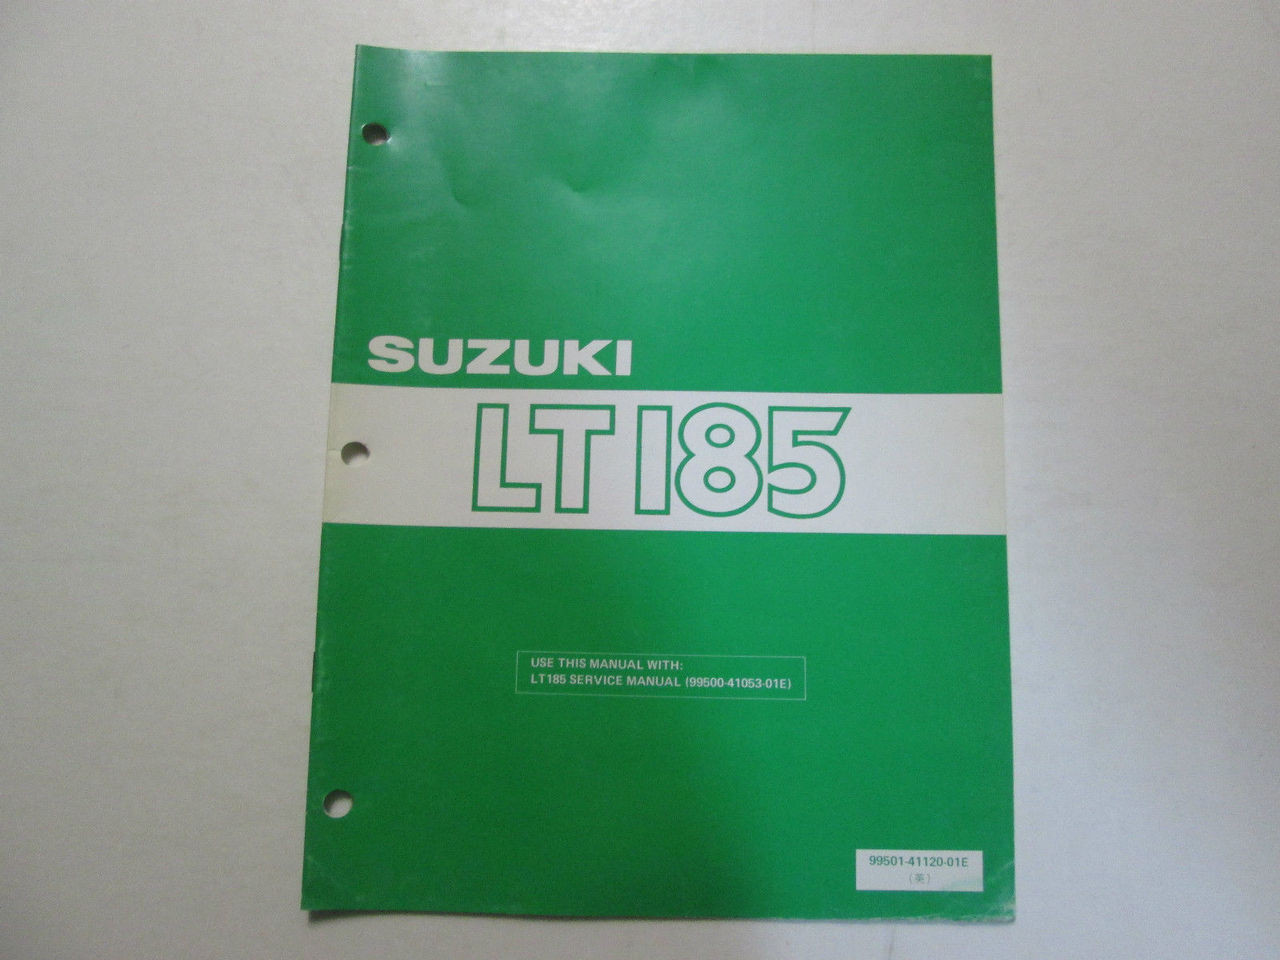 SUZUKI
LT185
USE THIS MANUAL WITH:
LT185 SERVICE MANUAL (99500-41053-01E)
99501-41120-01E
(英)